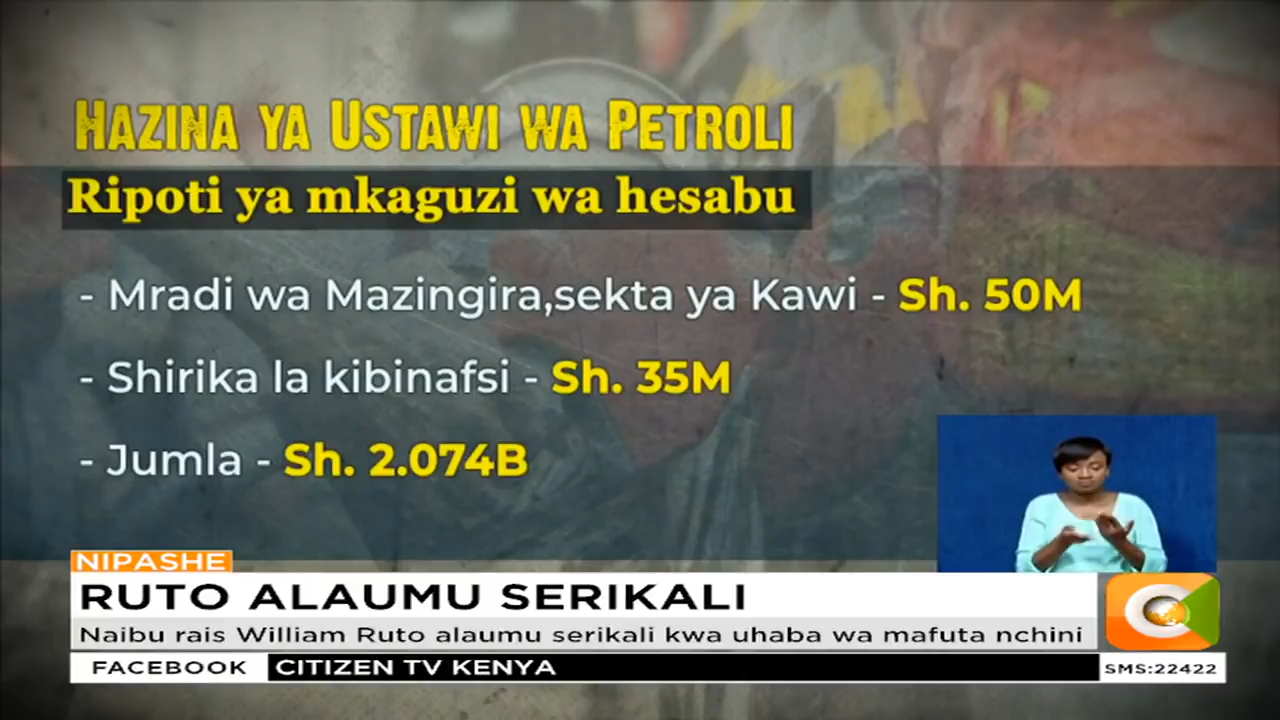 HAZINA YA USTAWI WA PETROLI
Ripoti ya mkaguzi wa hesabu
- Mradi wa Mazingira,sekta ya Kawi - Sh. 50M
- Shirika la kibinafsi - Sh. 35M
- Jumla - Sh. 2.074B
NIPASHE
RUTO ALAUMU SERIKALI
Naibu rais William Ruto alaumu serikali kwa uhaba wa mafuta nchini
FACEBOOK CITIZEN TV KENYA SMS:22422